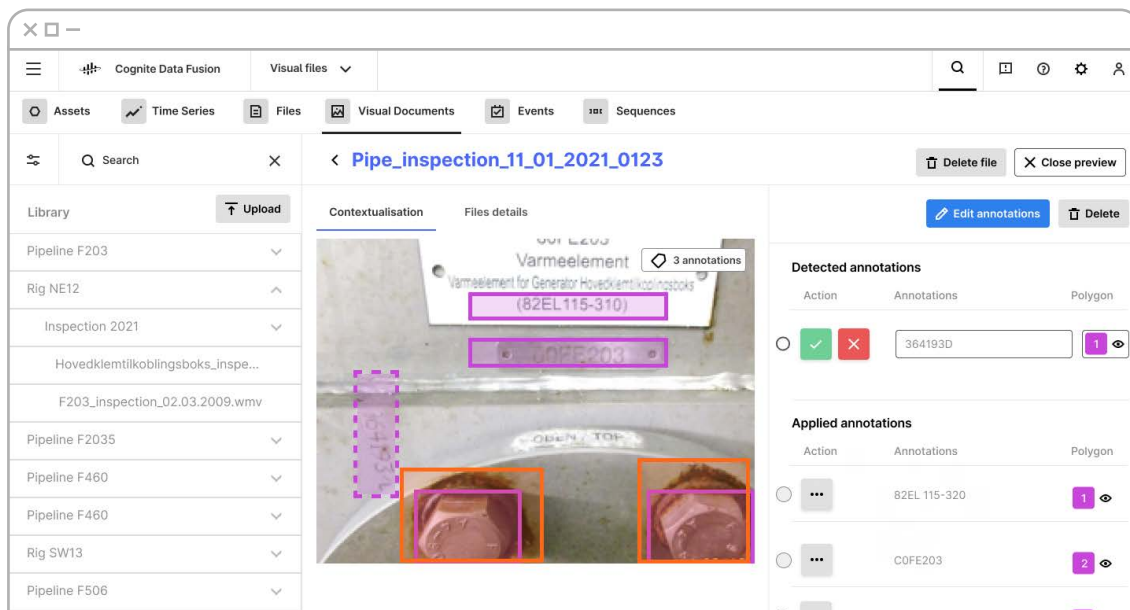 Cognite Data Fusion
Visual files
Assets
Time Series
Files
Visual Documents
Events
Sequences
Search
Pipe_inspection_11_01_2021_0123
Delete file
Close preview
Library
Upload
Contextualisation
Files details
Edit annotations
Delete
Pipeline F203
Rig NE12
Inspection 2021
Hovedklemtilkoblingsboks_inspe...
F203_inspection_02.03.2009.wmv
Pipeline F2035
Pipeline F460
Pipeline F460
Rig SW13
Pipeline F506
3 annotations
Varmeelement
Varmeelement for Generator Hovedklemtilkoplingsboks
(82EL115-310)
OPEN TOP
Detected annotations
Action
Annotations
Polygon
364193D
1
Applied annotations
Action
Annotations
Polygon
82EL 115-320
1
C0FE203
2